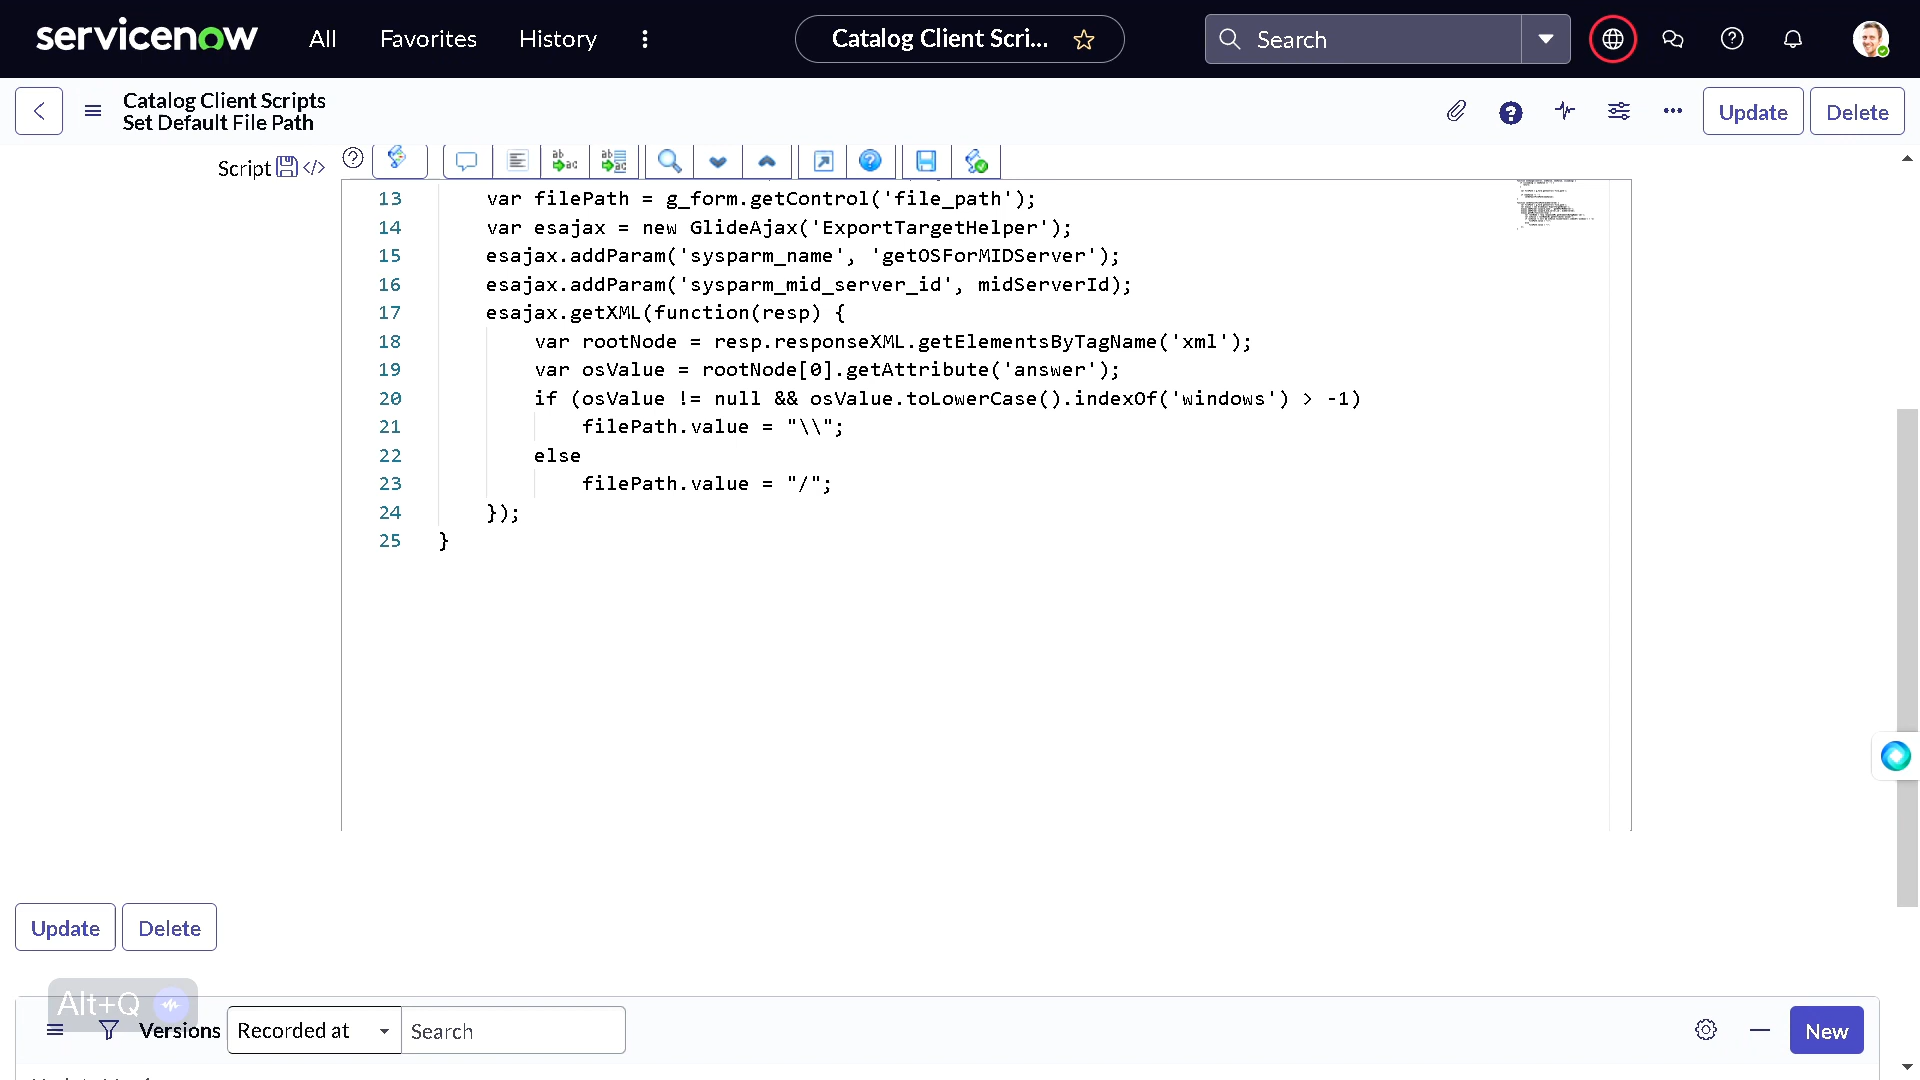 servicenow
All
Favorites
History
Catalog Client Scri...
Search
Catalog Client Scripts
Set Default File Path
Update
Delete
Script
13 var filePath = g_form.getControl('file_path');
14 var esajax = new GlideAjax('ExportTargetHelper');
15 esajax.addParam('sysparm_name', 'getOSForMIDServer');
16 esajax.addParam('sysparm_mid_server_id', midServerId);
17 esajax.getXML(function(resp) {
18 var rootNode = resp.responseXML.getElementsByTagName('xml');
19 var osValue = rootNode[0].getAttribute('answer');
20 if (osValue != null && osValue.toLowerCase().indexOf('windows') > -1)
21 filePath.value = "\\";
22 else
23 filePath.value = "/";
24 });
25 }
Update
Delete
Alt+Q
Versions
Recorded at
Search
New